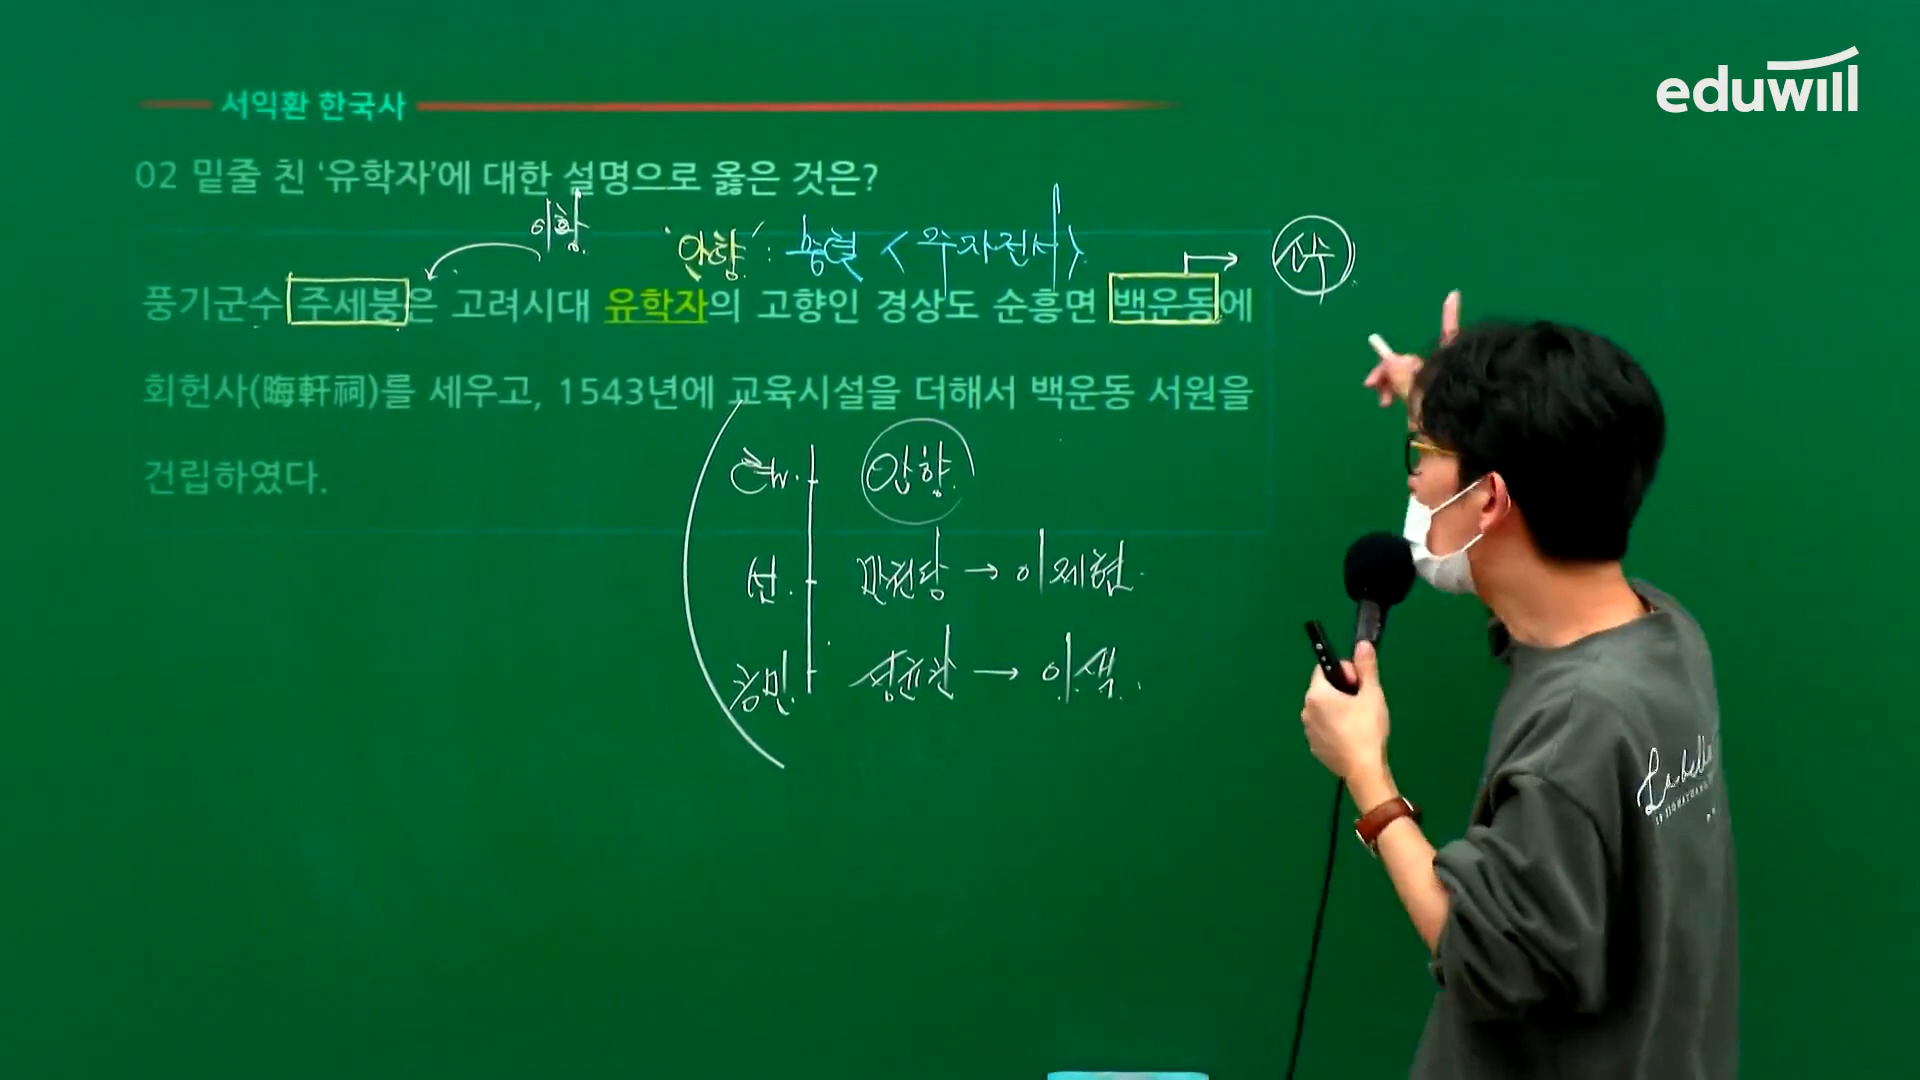 eduwill
서익환 한국사
02 밑줄 친 ‘유학자’에 대한 설명으로 옳은 것은?
이황
‘안향’ : 충렬 <주자전서>
풍기군수 주세붕은 고려시대 유학자의 고향인 경상도 순흥면 백운동에
회헌사(晦軒祠)를 세우고, 1543년에 교육시설을 더해서 백운동 서원을
건립하였다.
안향
선. 만권당 → 이제현
공민 성균관 → 이색